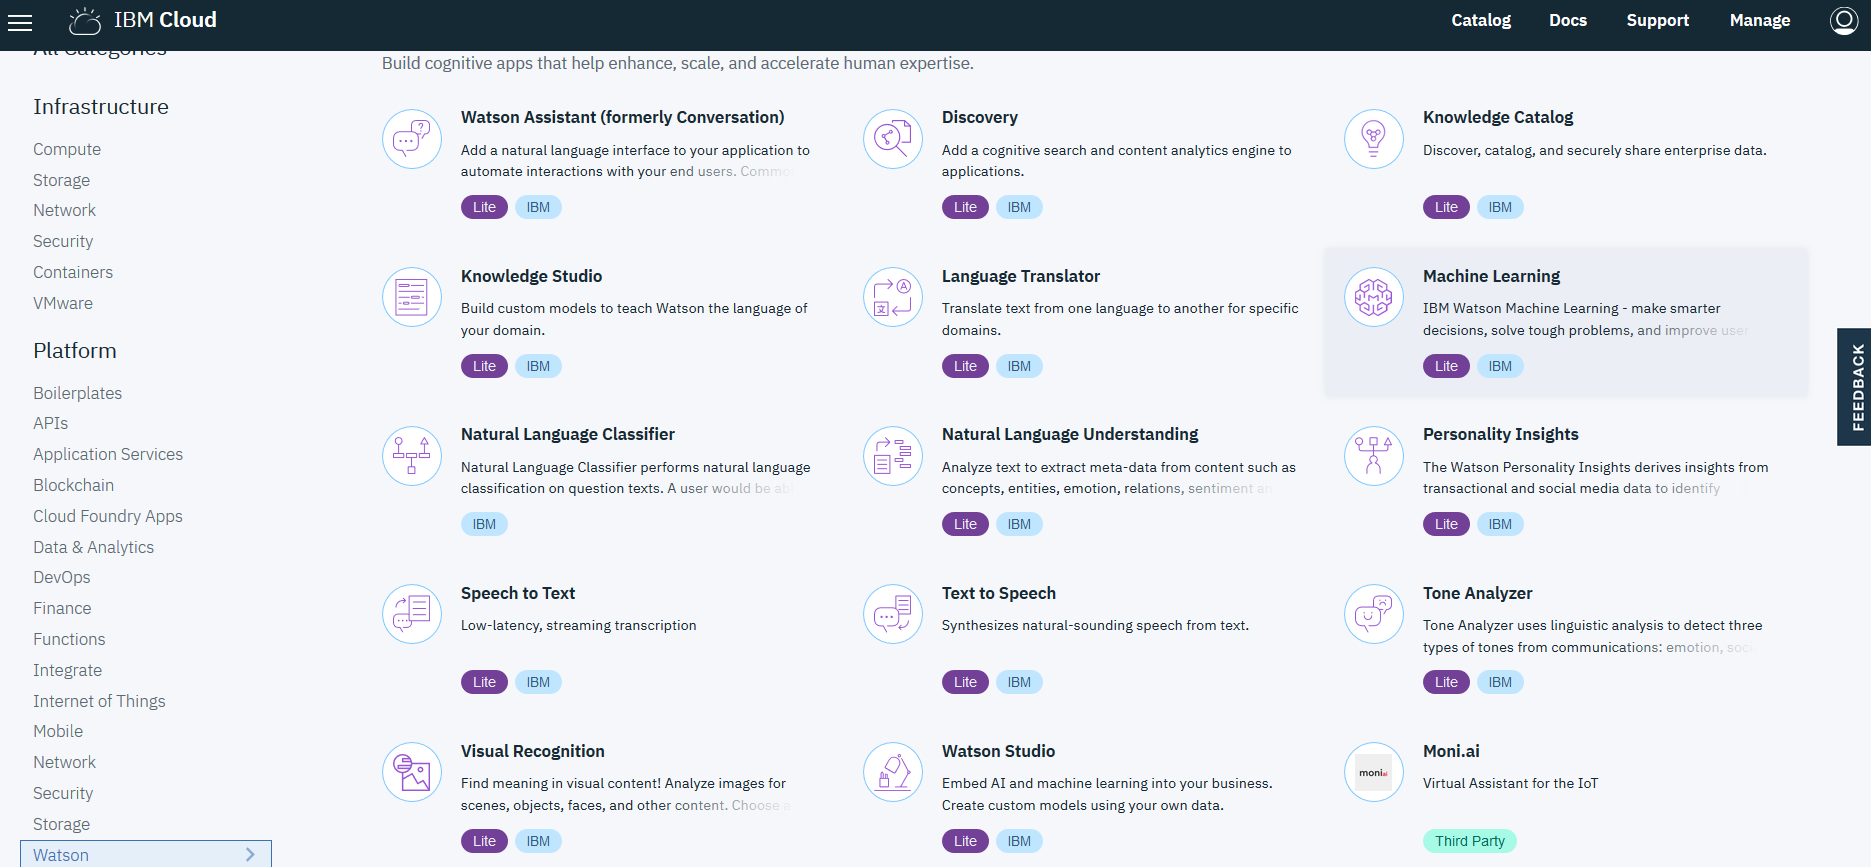 IBM Cloud
Catalog
Docs
Support
Manage
All Categories
Infrastructure
Compute
Storage
Network
Security
Containers
VMware
Platform
Boilerplates
APIs
Application Services
Blockchain
Cloud Foundry Apps
Data & Analytics
DevOps
Finance
Functions
Integrate
Internet of Things
Mobile
Network
Security
Storage
Watson
Build cognitive apps that help enhance, scale, and accelerate human expertise.
Watson Assistant (formerly Conversation)
Add a natural language interface to your application to
automate interactions with your end users. Commo
Lite
IBM
Discovery
Add a cognitive search and content analytics engine to
applications.
Lite
IBM
Knowledge Catalog
Discover, catalog, and securely share enterprise data.
Lite
IBM
Knowledge Studio
Build custom models to teach Watson the language of
your domain.
Lite
IBM
Language Translator
Translate text from one language to another for specific
domains.
Lite
IBM
Machine Learning
IBM Watson Machine Learning - make smarter
decisions, solve tough problems, and improve user
Lite
IBM
Natural Language Classifier
Natural Language Classifier performs natural language
classification on question texts. A user would be ab
IBM
Natural Language Understanding
Analyze text to extract meta-data from content such as
concepts, entities, emotion, relations, sentiment an
Lite
IBM
Personality Insights
The Watson Personality Insights derives insights from
transactional and social media data to identify
Lite
IBM
Speech to Text
Low-latency, streaming transcription
Lite
IBM
Text to Speech
Synthesizes natural-sounding speech from text.
Lite
IBM
Tone Analyzer
Tone Analyzer uses linguistic analysis to detect three
types of tones from communications: emotion, soc
Lite
IBM
Visual Recognition
Find meaning in visual content! Analyze images for
scenes, objects, faces, and other content. Choose
Lite
IBM
Watson Studio
Embed AI and machine learning into your business.
Create custom models using your own data.
Lite
IBM
moniai
Moni.ai
Virtual Assistant for the IoT
Third Party
FEEDBACK